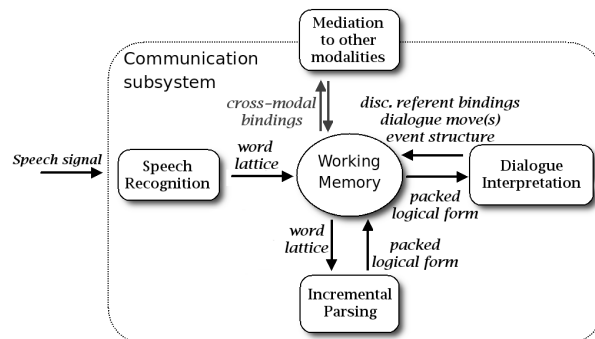 Mediation
to other
modalities
Communication
subsystem
cross-modal
bindings
disc. referent bindings
dialogue move(s)
event structure
Speech signal
Speech
Recognition
word
lattice
Working
Memory
Dialogue
Interpretation
packed
logical form
word
lattice
packed
logical form
Incremental
Parsing